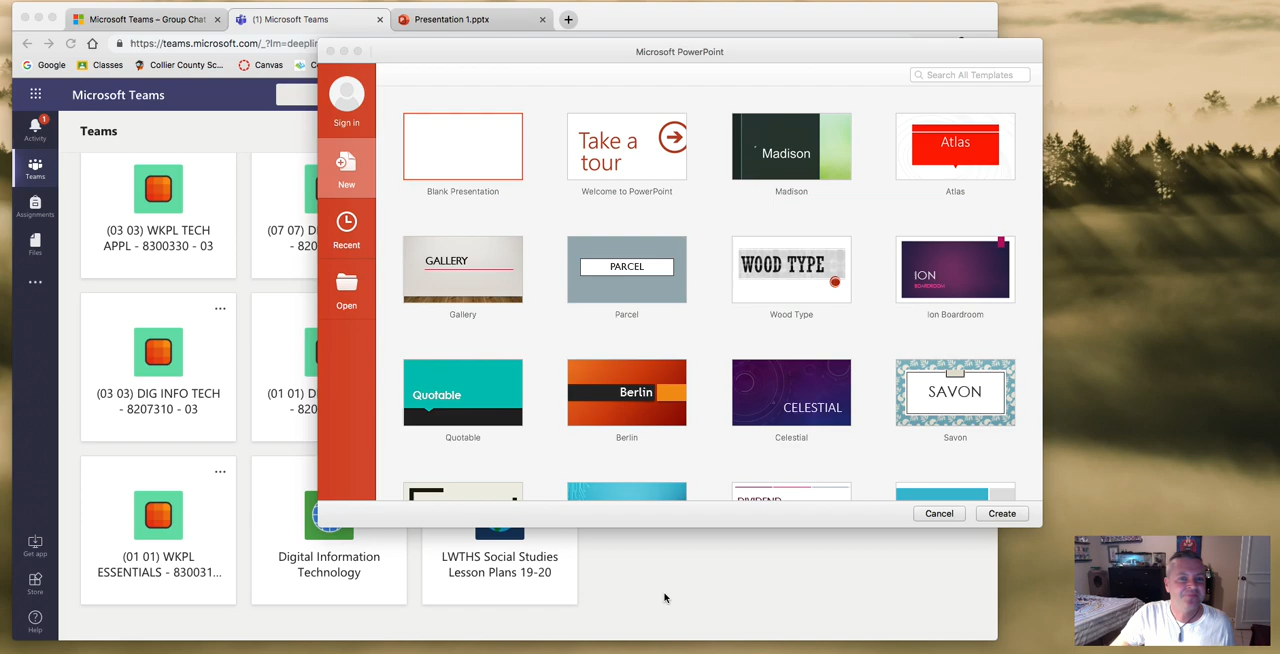 Microsoft Teams – Group Chat
(1) Microsoft Teams
Presentation 1.pptx
https://teams.microsoft.com/_?lm=deeplin
Google
Classes
Collier County Sc...
Canvas
Microsoft PowerPoint
Search All Templates
Microsoft Teams
Teams
1
Activity
Teams
Assignments
Files
Get app
Store
Help
(03 03) WKPL TECH
APPL - 8300330 - 03
(07 07) DI
- 820
(03 03) DIG INFO TECH
- 8207310 - 03
(01 01) DI
- 820
(01 01) WKPL
ESSENTIALS - 830031...
Digital Information
Technology
LWTHS Social Studies
Lesson Plans 19-20
Sign in
New
Recent
Open
Blank Presentation
Take a
tour
Welcome to PowerPoint
Madison
Madison
Atlas
Atlas
GALLERY
Gallery
PARCEL
Parcel
WOOD TYPE
Wood Type
ION
BOARDROOM
Ion Boardroom
Quotable
Quotable
Berlin
Berlin
CELESTIAL
Celestial
SAVON
Savon
DIVIDEND
Cancel
Create